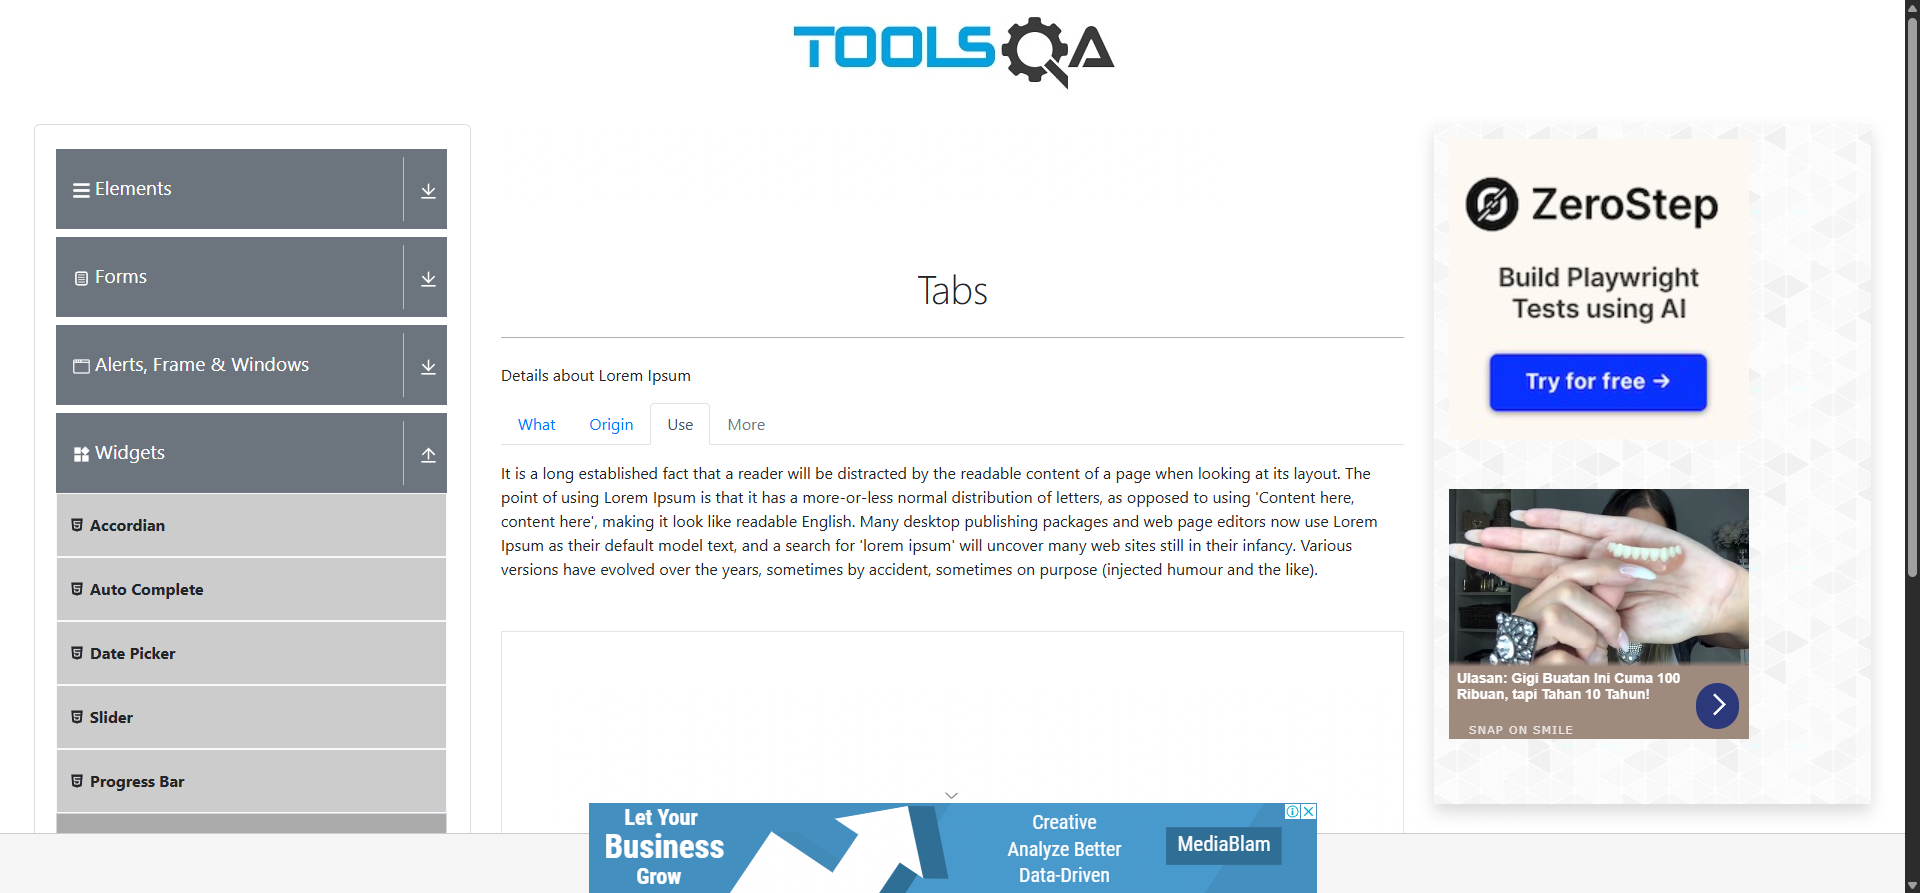 TOOLSQA
Elements
Forms
Alerts, Frame & Windows
Widgets
Accordian
Auto Complete
Date Picker
Slider
Progress Bar
Tabs
Details about Lorem Ipsum
What
Origin
Use
More
It is a long established fact that a reader will be distracted by the readable content of a page when looking at its layout. The
point of using Lorem Ipsum is that it has a more-or-less normal distribution of letters, as opposed to using 'Content here,
content here', making it look like readable English. Many desktop publishing packages and web page editors now use Lorem
Ipsum as their default model text, and a search for 'lorem ipsum' will uncover many web sites still in their infancy. Various
versions have evolved over the years, sometimes by accident, sometimes on purpose (injected humour and the like).
ZeroStep
Build Playwright
Tests using AI
Try for free →
Ulasan: Gigi Buatan Ini Cuma 100
Ribuan, tapi Tahan 10 Tahun!
SNAP ON SMILE
Let Your
Business
Grow
Creative
Analyze Better
Data-Driven
MediaBlam